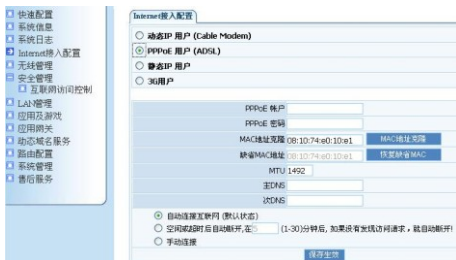 快速配置
系统信息
系统日志
Internet接入配置
无线管理
安全管理
互联网访问控制
LAN管理
应用及游戏
应用网关
动态域名服务
路由配置
系统管理
售后服务
Internet接入配置
动态IP 用户 (Cable Modem)
PPPoE 用户 (ADSL)
静态IP 用户
3G用户
PPPoE 帐户
PPPoE 密码
MAC地址克隆 08:10:74:e0:10:e1 MAC地址克隆
缺省MAC地址 08:10:74:e0:10:e1 恢复缺省MAC
MTU 1492
主DNS
次DNS
自动连接互联网 (默认状态)
空闲或超时后自动断开,在5 (1-30)分钟后, 如果没有发现访问请求，就自动断开!
手动连接
保存生效